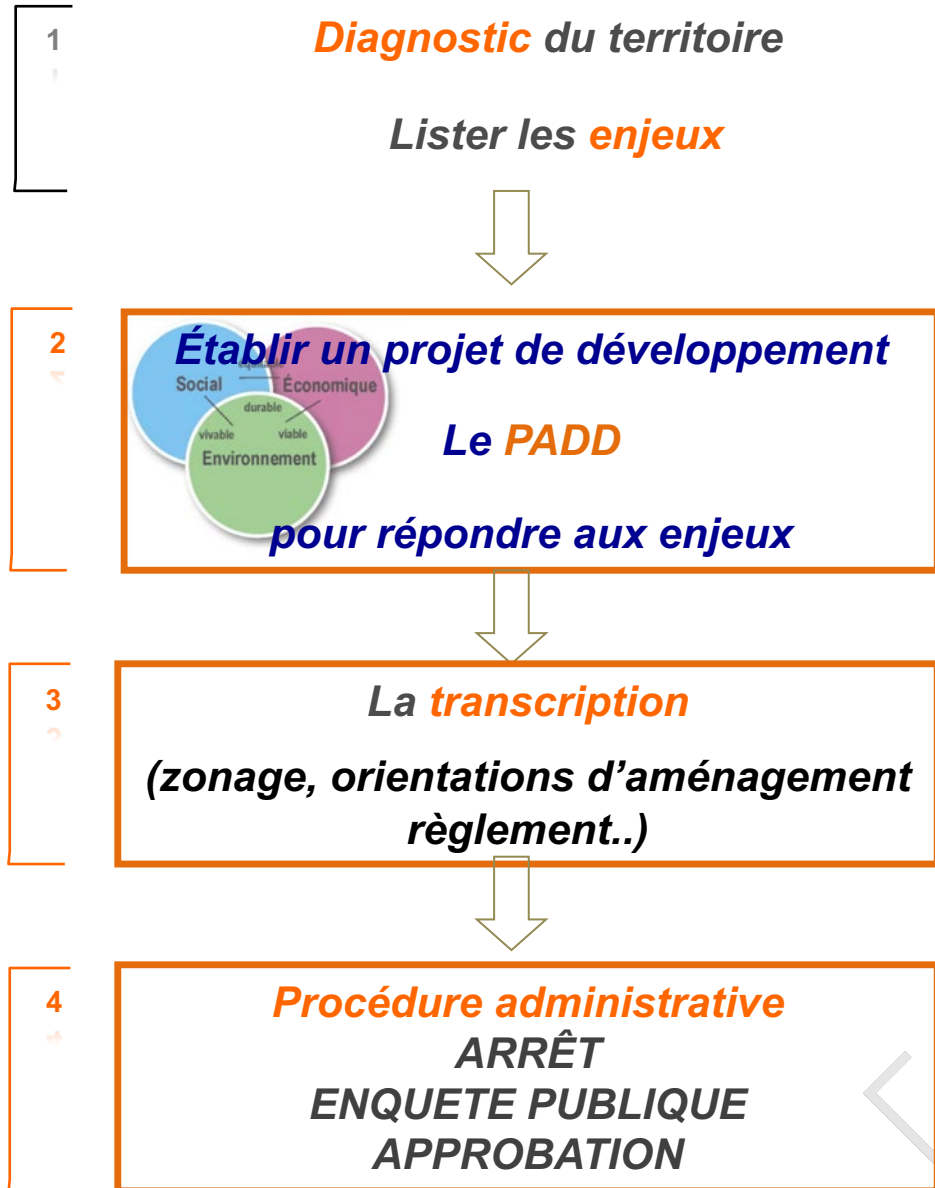 1
Diagnostic du territoire
Lister les enjeux
2
Établir un projet de développement
Social
Économique
durable
vivable
viable
Environnement
Le PADD
pour répondre aux enjeux
3
La transcription
(zonage, orientations d’aménagement
règlement..)
4
Procédure administrative
ARRÊT
ENQUETE PUBLIQUE
APPROBATION